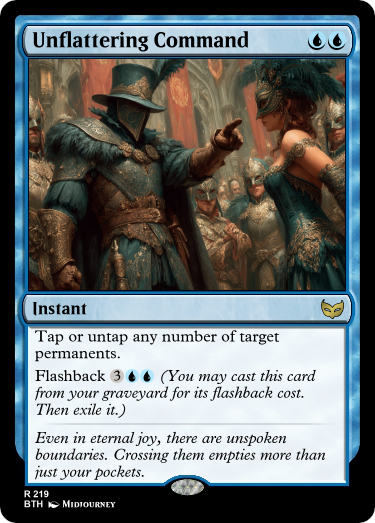 Unflattering Command
Instant
Tap or untap any number of target
permanents.
Flashback 3 (You may cast this card
from your graveyard for its flashback cost.
Then exile it.)
Even in eternal joy, there are unspoken
boundaries. Crossing them empties more than
just your pockets.
R 219
BTH Midjourney